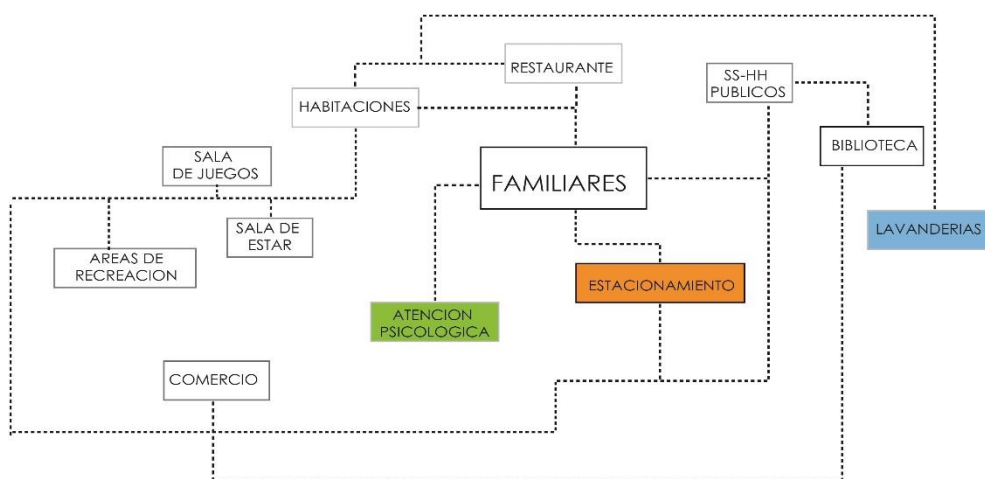 RESTAURANTE
SS-HH
PUBLICOS
HABITACIONES
BIBLIOTECA
SALA
DE JUEGOS
FAMILIARES
SALA DE
ESTAR
LAVANDERIAS
AREAS DE
RECREACION
ESTACIONAMIENTO
ATENCION
PSICOLOGICA
COMERCIO